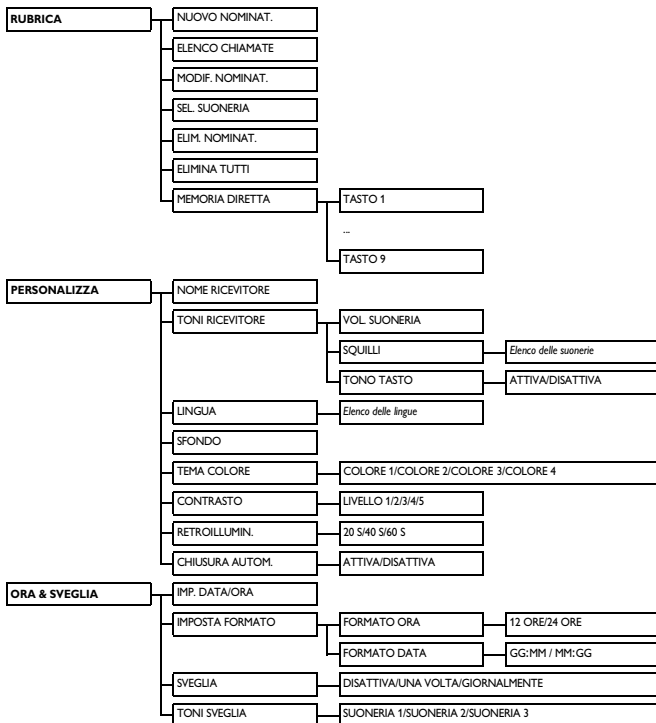 RUBRICA
NUOVO NOMINAT.
ELENCO CHIAMATE
MODIF. NOMINAT.
SEL. SUONERIA
ELIM. NOMINAT.
ELIMINA TUTTI
MEMORIA DIRETTA
TASTO 1
...
TASTO 9
PERSONALIZZA
NOME RICEVITORE
TONI RICEVITORE
VOL. SUONERIA
SQUILLI
Elenco delle suonerie
TONO TASTO
ATTIVA/DISATTIVA
LINGUA
Elenco delle lingue
SFONDO
TEMA COLORE
COLORE 1/COLORE 2/COLORE 3/COLORE 4
CONTRASTO
LIVELLO 1/2/3/4/5
RETROILLUMIN.
20 S/40 S/60 S
CHIUSURA AUTOM.
ATTIVA/DISATTIVA
ORA & SVEGLIA
IMP. DATA/ORA
IMPOSTA FORMATO
FORMATO ORA
12 ORE/24 ORE
FORMATO DATA
GG:MM / MM:GG
SVEGLIA
DISATTIVA/UNA VOLTA/GIORNALMENTE
TONI SVEGLIA
SUONERIA 1/SUONERIA 2/SUONERIA 3